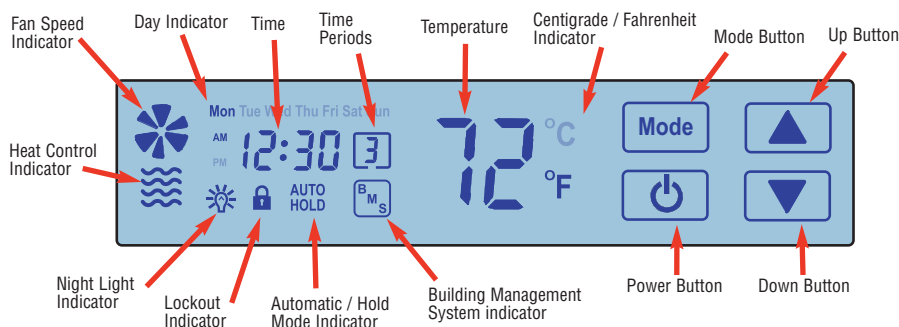 Fan Speed
Indicator
Day Indicator
Time
Time
Periods
Temperature
Centigrade / Fahrenheit
Indicator
Mode Button
Up Button
Heat Control
Indicator
Mon Tue Wed Thu Fri Sat Sun
AM
PM
12:30
3
AUTO
HOLD
BMS
72
°C
°F
Mode
Night Light
Indicator
Lockout
Indicator
Automatic / Hold
Mode Indicator
Building Management
System indicator
Power Button
Down Button